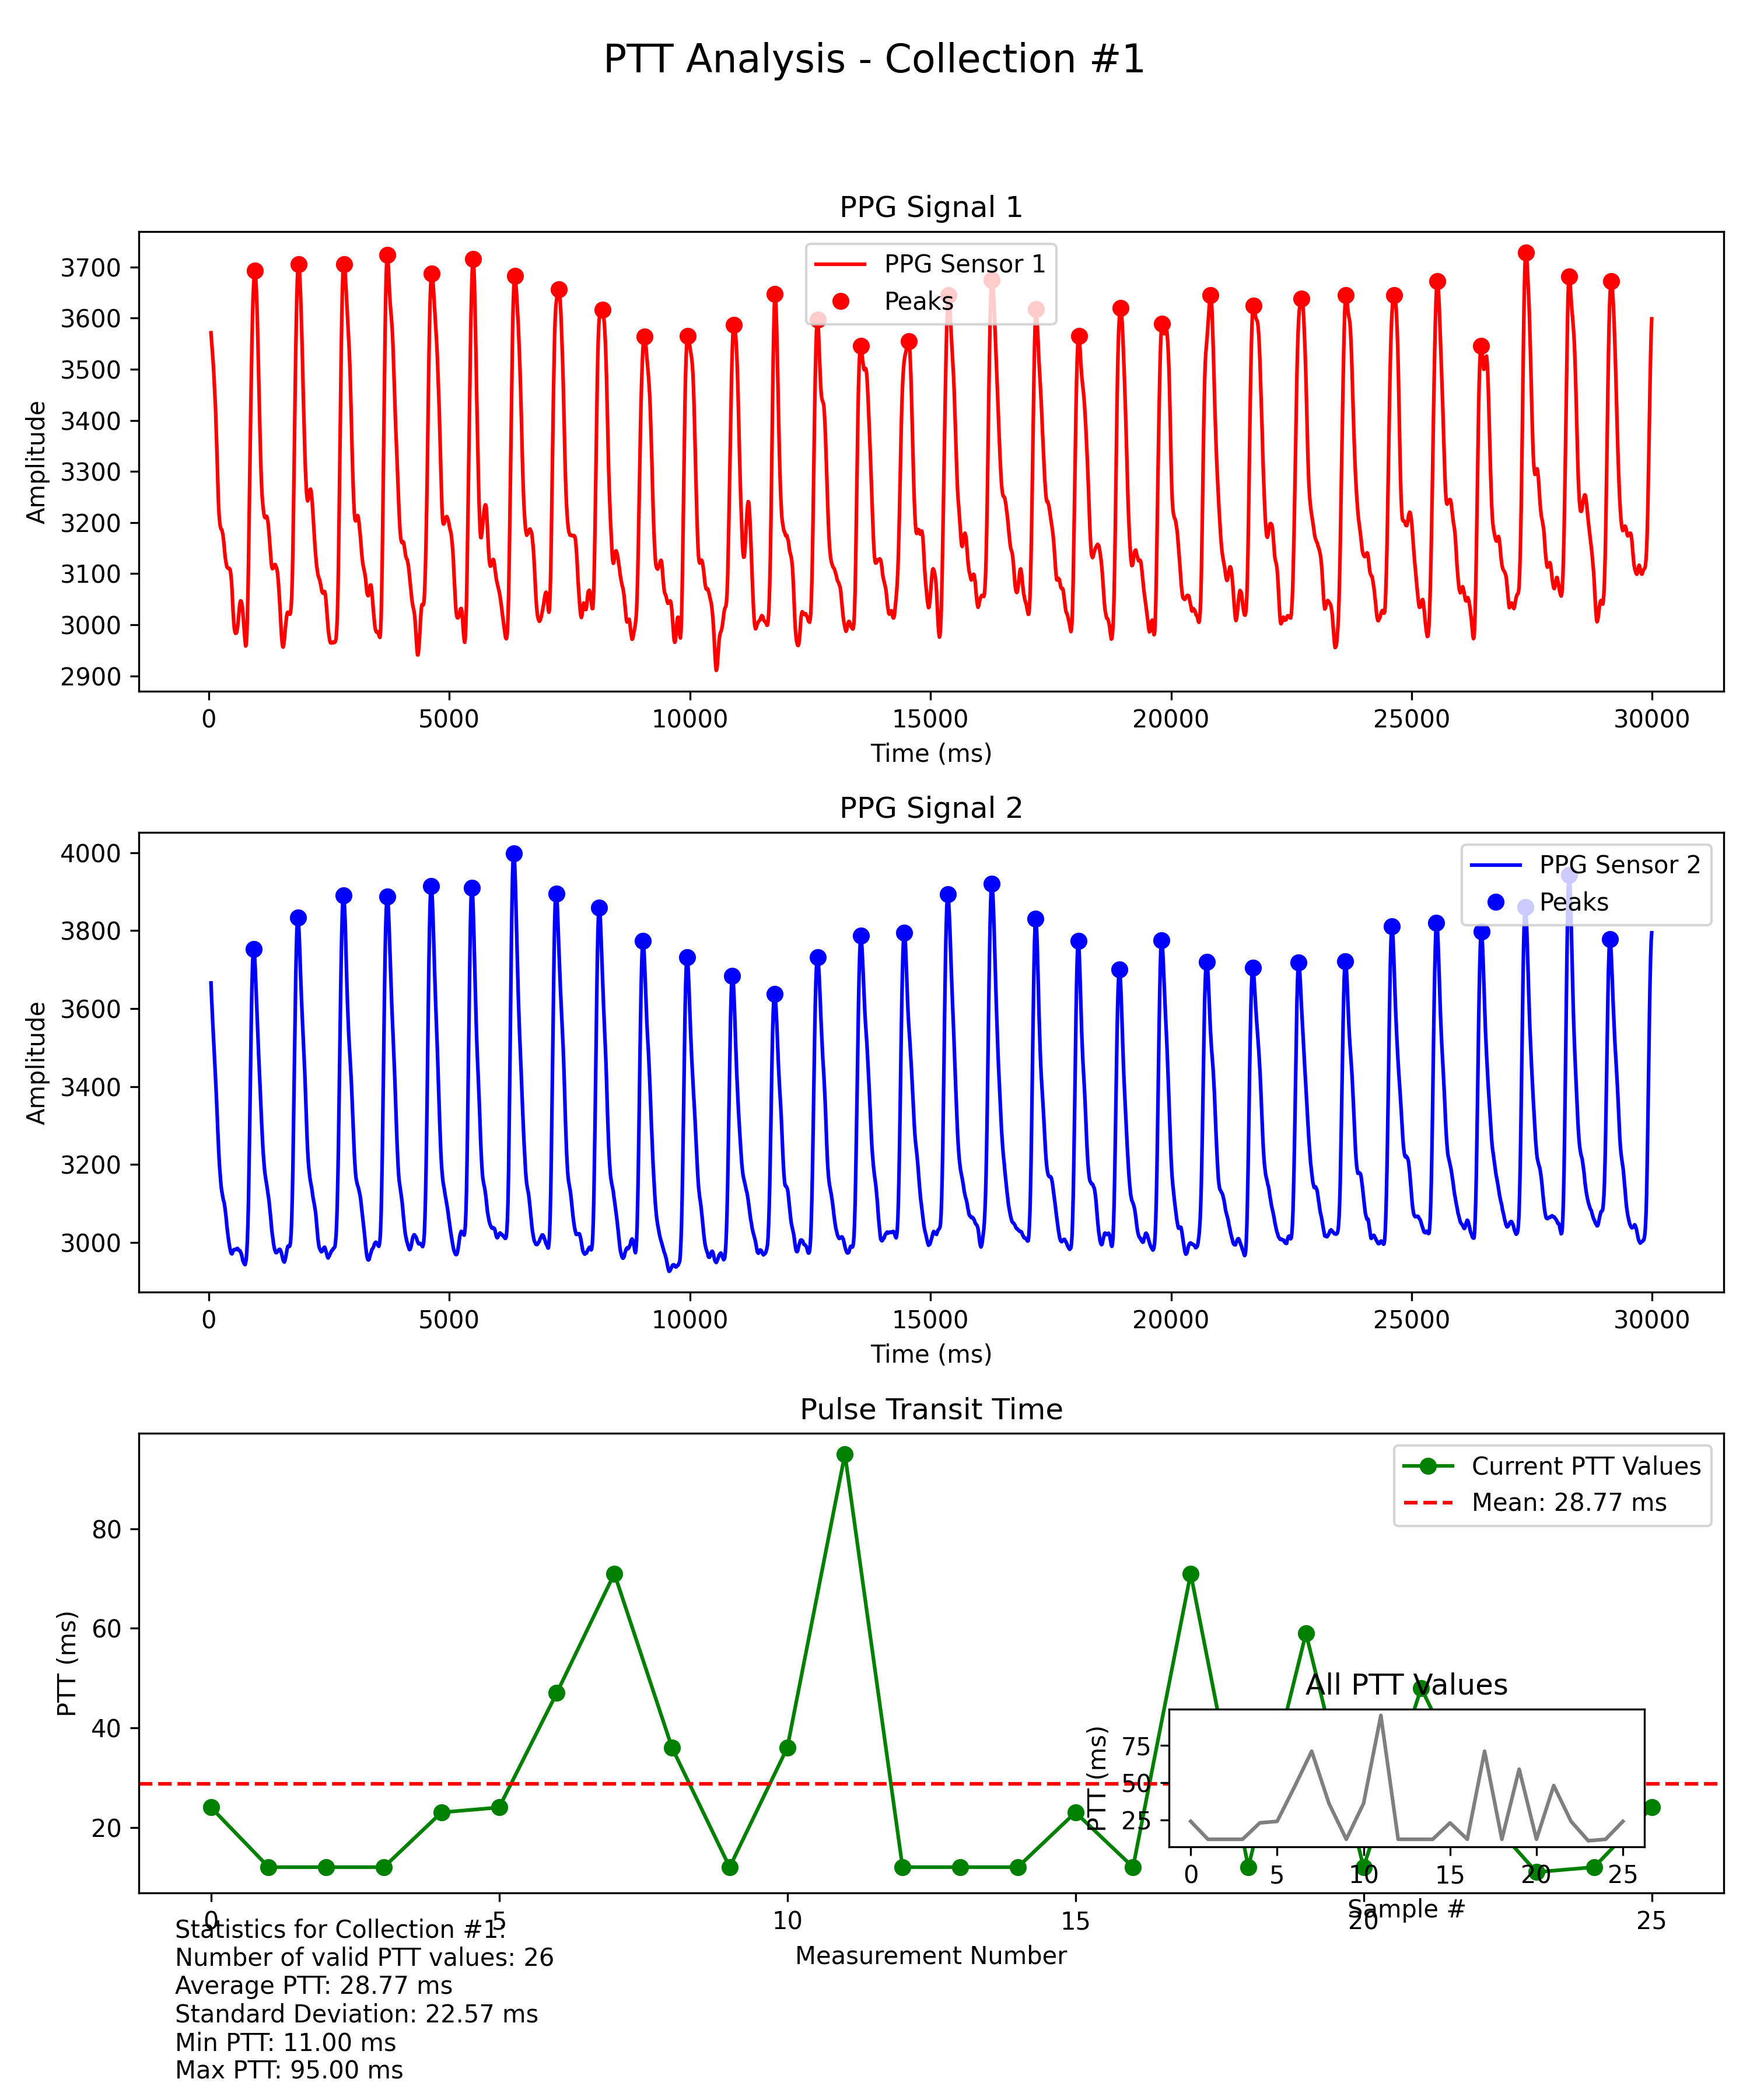 PTT Analysis - Collection #1
PPG Signal 1
PPG Sensor 1
Peaks
Amplitude
3700
3600
3500
3400
3300
3200
3100
3000
2900
0 5000 10000 15000 20000 25000 30000
Time (ms)
PPG Signal 2
PPG Sensor 2
Peaks
Amplitude
4000
3800
3600
3400
3200
3000
0 5000 10000 15000 20000 25000 30000
Time (ms)
Pulse Transit Time
Current PTT Values
Mean: 28.77 ms
PTT (ms)
80
60
40
20
All PTT Values
PTT (ms)
75
50
25
0 5 10 15 20 25
Sample #
0 5 10 15 20 25
Measurement Number
Statistics for Collection #1:
Number of valid PTT values: 26
Average PTT: 28.77 ms
Standard Deviation: 22.57 ms
Min PTT: 11.00 ms
Max PTT: 95.00 ms